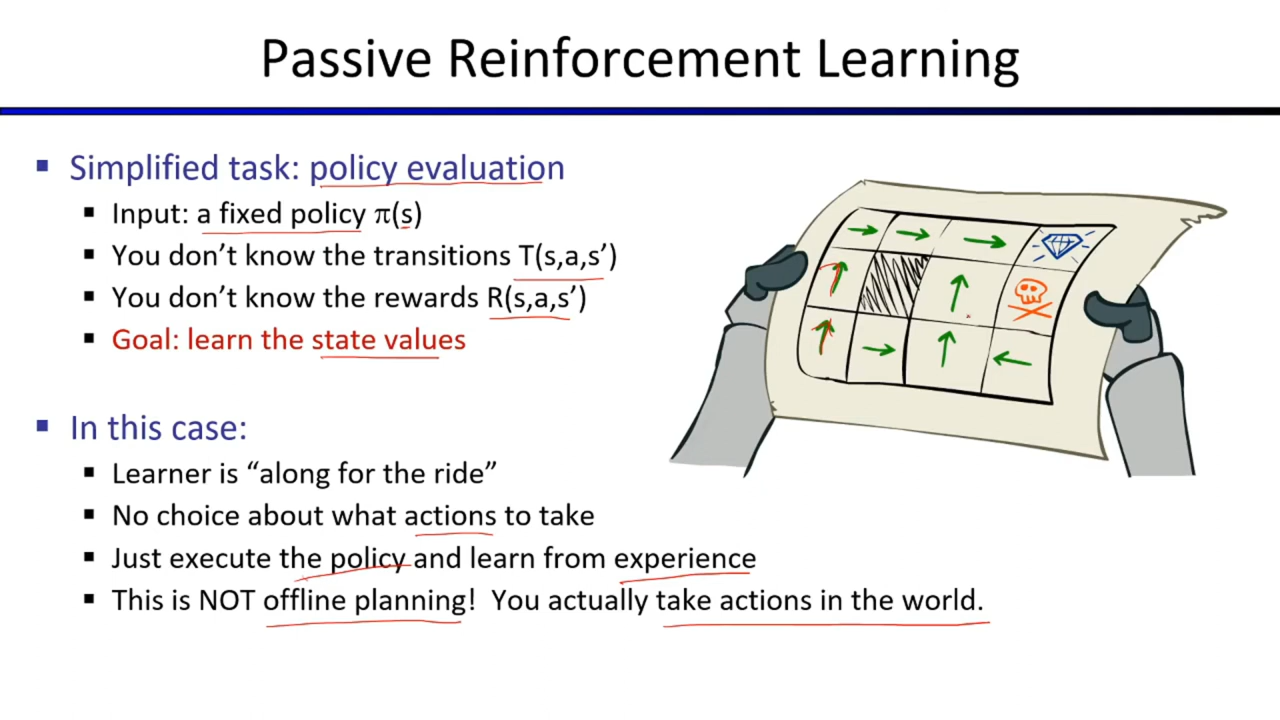 Passive Reinforcement Learning
Simplified task: policy evaluation
Input: a fixed policy π(s)
You don’t know the transitions T(s,a,s’)
You don’t know the rewards R(s,a,s’)
Goal: learn the state values
In this case:
Learner is “along for the ride”
No choice about what actions to take
Just execute the policy and learn from experience
This is NOT offline planning! You actually take actions in the world.